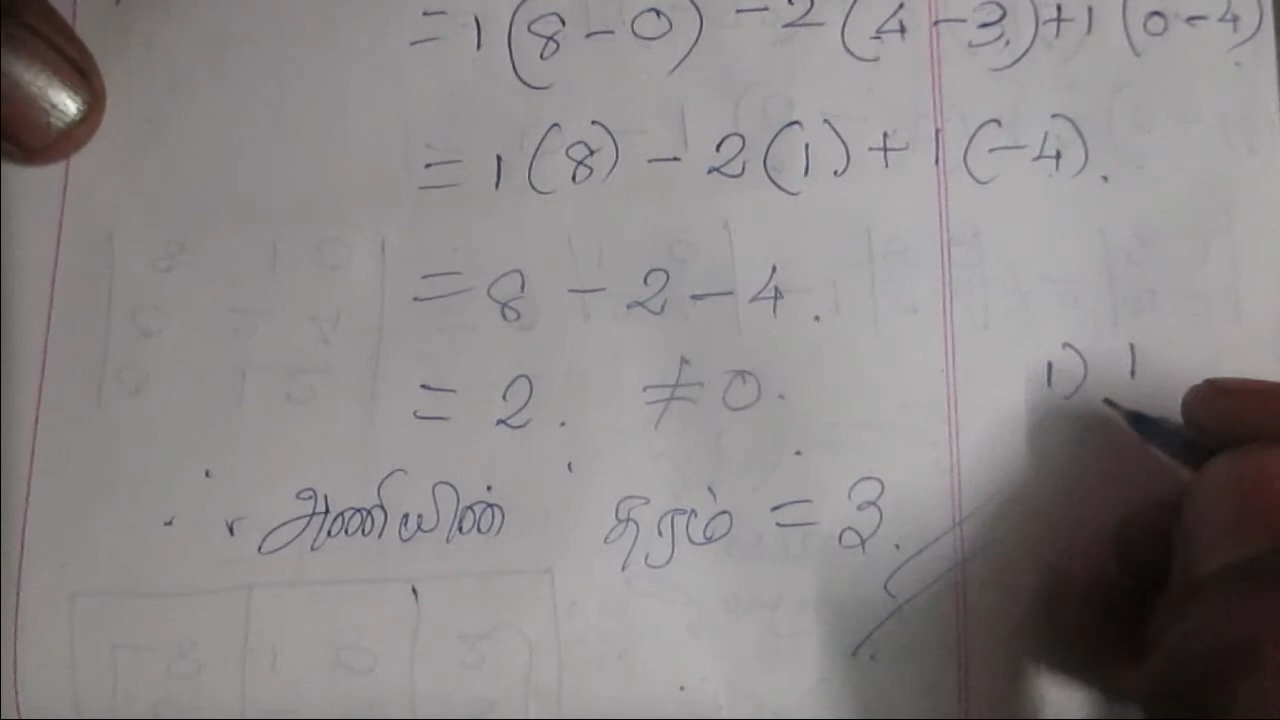 = 1 (8 - 0) - 2 (4 - 3) + 1 (0 - 4)
= 1 (8) - 2 (1) + 1 (-4).
= 8 - 2 - 4.
= 2. ≠ 0.
1) 1
∴ அணியின் தரம் = 3.